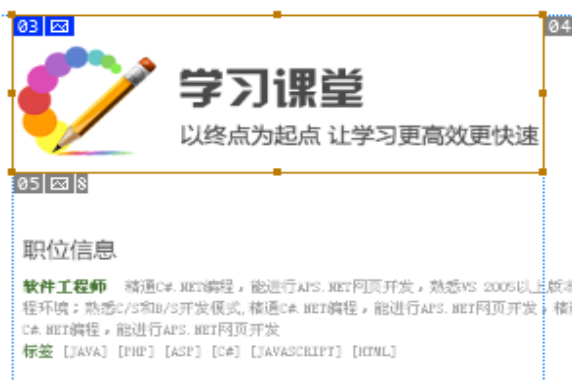 03
04
学习课堂
以终点为起点 让学习更高效更快速
05
职位信息
软件工程师 精通C#.NET编程，能进行APS.NET网页开发，熟悉VS 2005以上版本
程环境；熟悉C/S和B/S开发模式,精通C#.NET编程，能进行APS.NET网页开发，精
C#.NET编程，能进行APS.NET网页开发
标签 [JAVA] [PHP] [ASP] [C#] [JAVASCRIPT] [HTML]